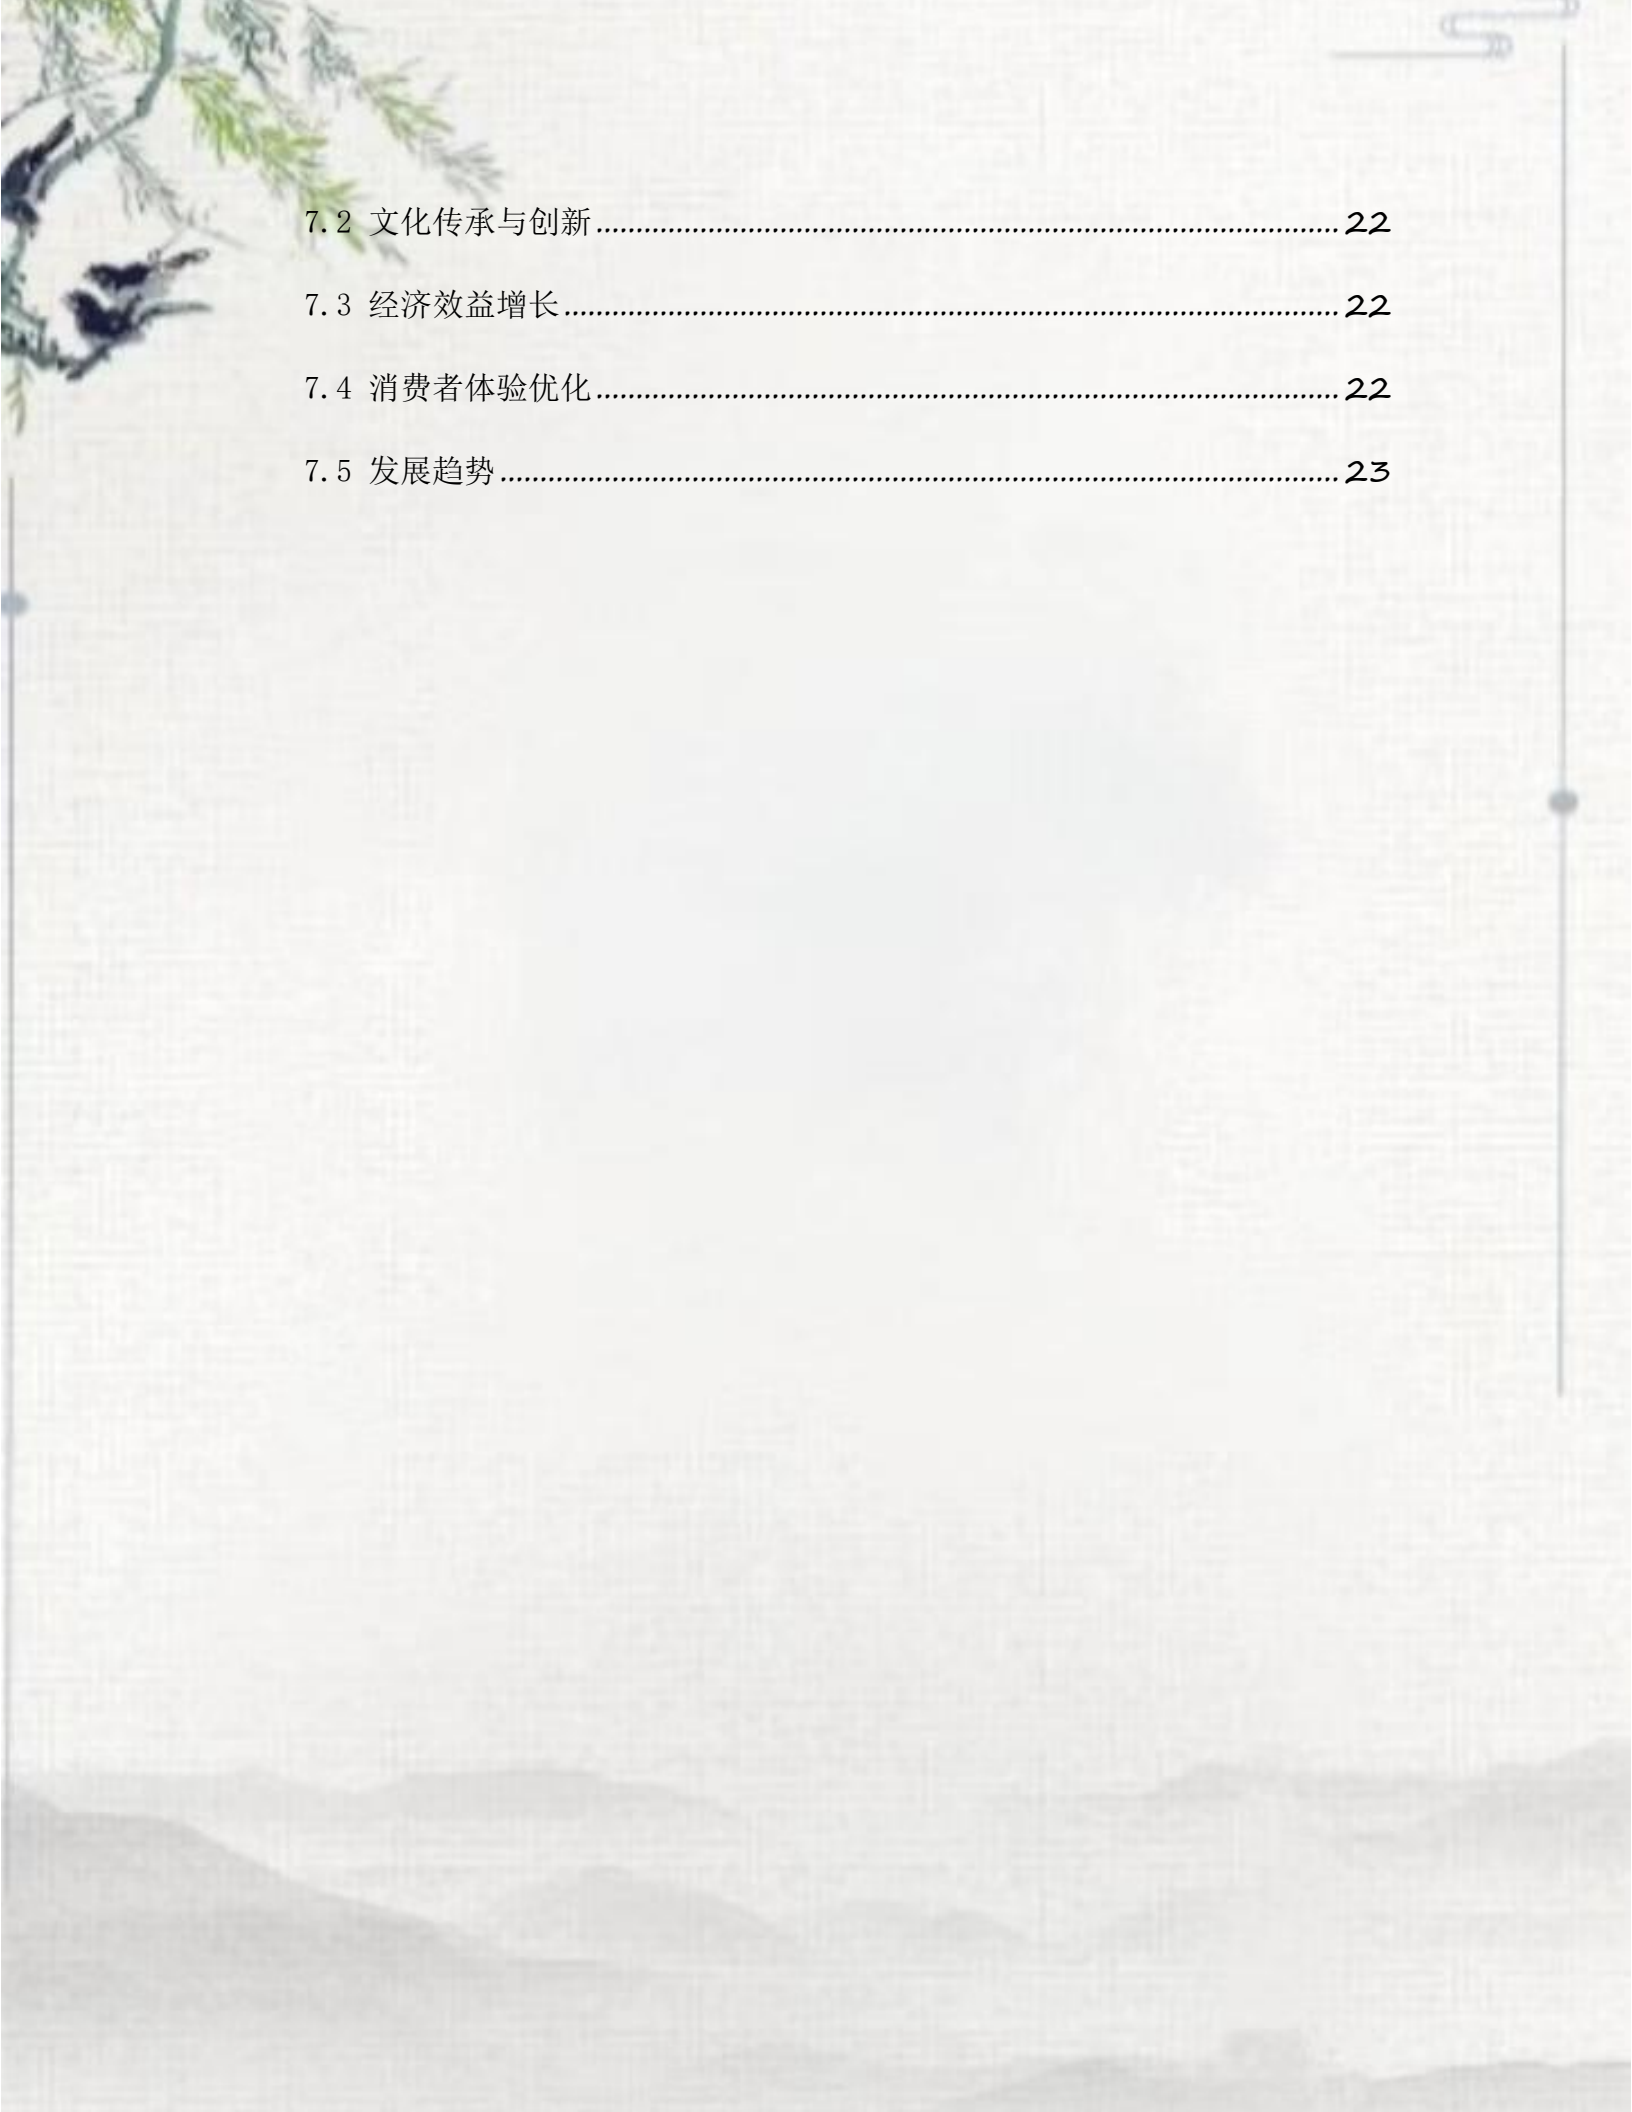 7.2 文化传承与创新........................................22
7.3 经济效益增长........................................22
7.4 消费者体验优化........................................22
7.5 发展趋势........................................23